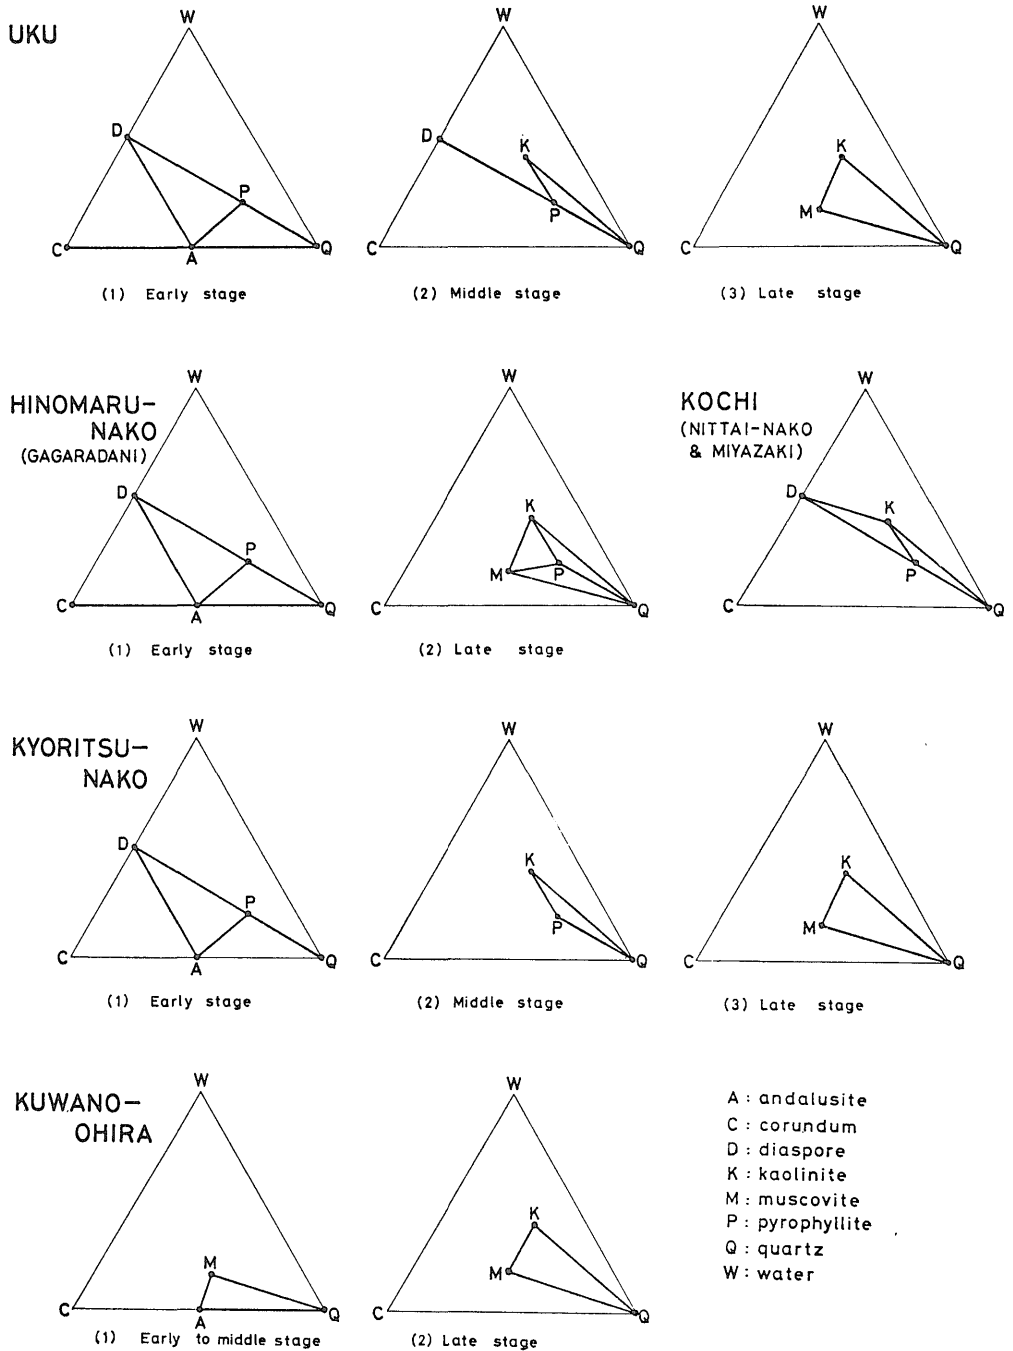 UKU
W
D
P
C
A
Q
(1) Early stage
W
D
K
P
C
Q
(2) Middle stage
W
K
M
C
Q
(3) Late stage
HINOMARU-
NAKO
(GAGARADANI)
W
D
P
C
A
Q
(1) Early stage
W
K
M
P
C
Q
(2) Late stage
KOCHI
(NITTAI-NAKO
& MIYAZAKI)
W
D
K
P
C
Q
KYORITSU-
NAKO
W
D
P
C
A
Q
(1) Early stage
W
K
P
C
Q
(2) Middle stage
W
K
M
C
Q
(3) Late stage
KUWANO-
OHIRA
W
M
C
A
Q
(1) Early to middle stage
W
K
M
C
Q
(2) Late stage
A : andalusite
C : corundum
D : diaspore
K : kaolinite
M : muscovite
P : pyrophyllite
Q : quartz
W : water